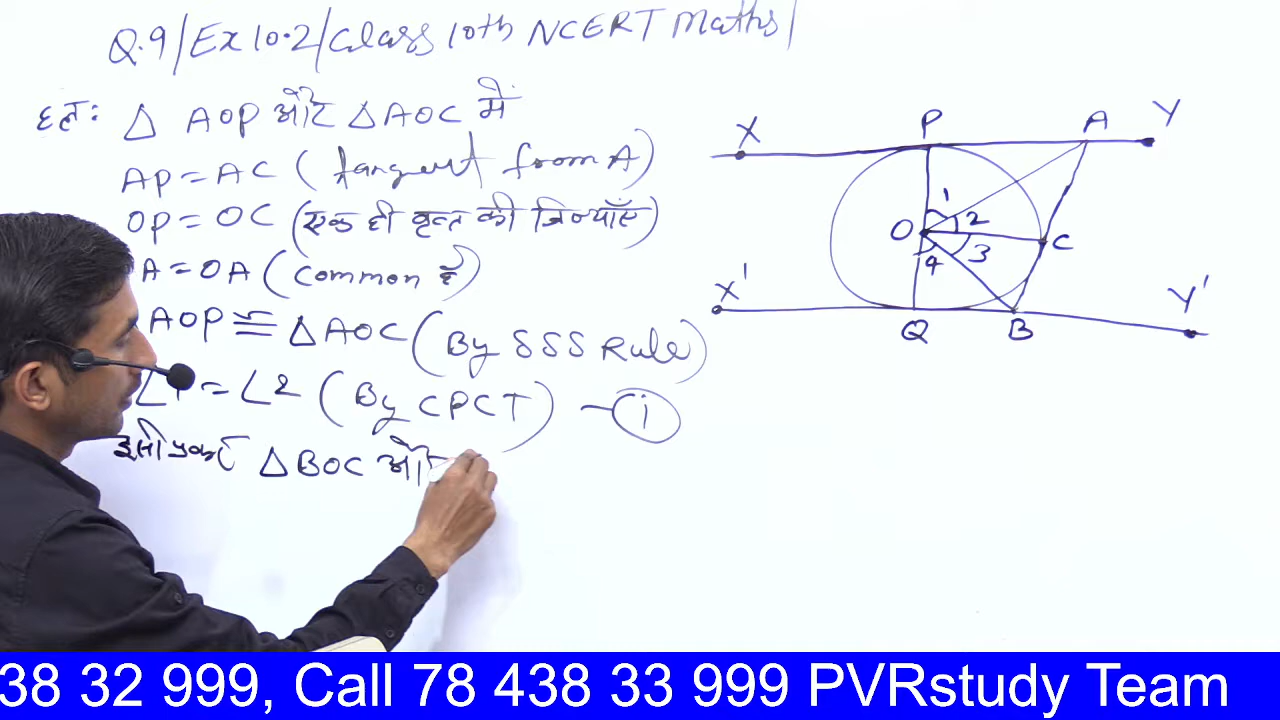 Q.9/Ex 10.2/Class 10th NCERT Maths/
हल: △ AOP और △AOC में
AP = AC (tangent from A)
OP = OC (एक ही वृत्त की त्रिज्याएँ)
A = OA (Common है)
AOP ≅ △AOC (By SSS Rule)
∠1 = ∠2 (By CPCT) - ①
इसी प्रकार △BOC और
X P A Y
1
O 2 C
4 3
X' Q B Y'
38 32 999, Call 78 438 33 999 PVRstudy Team